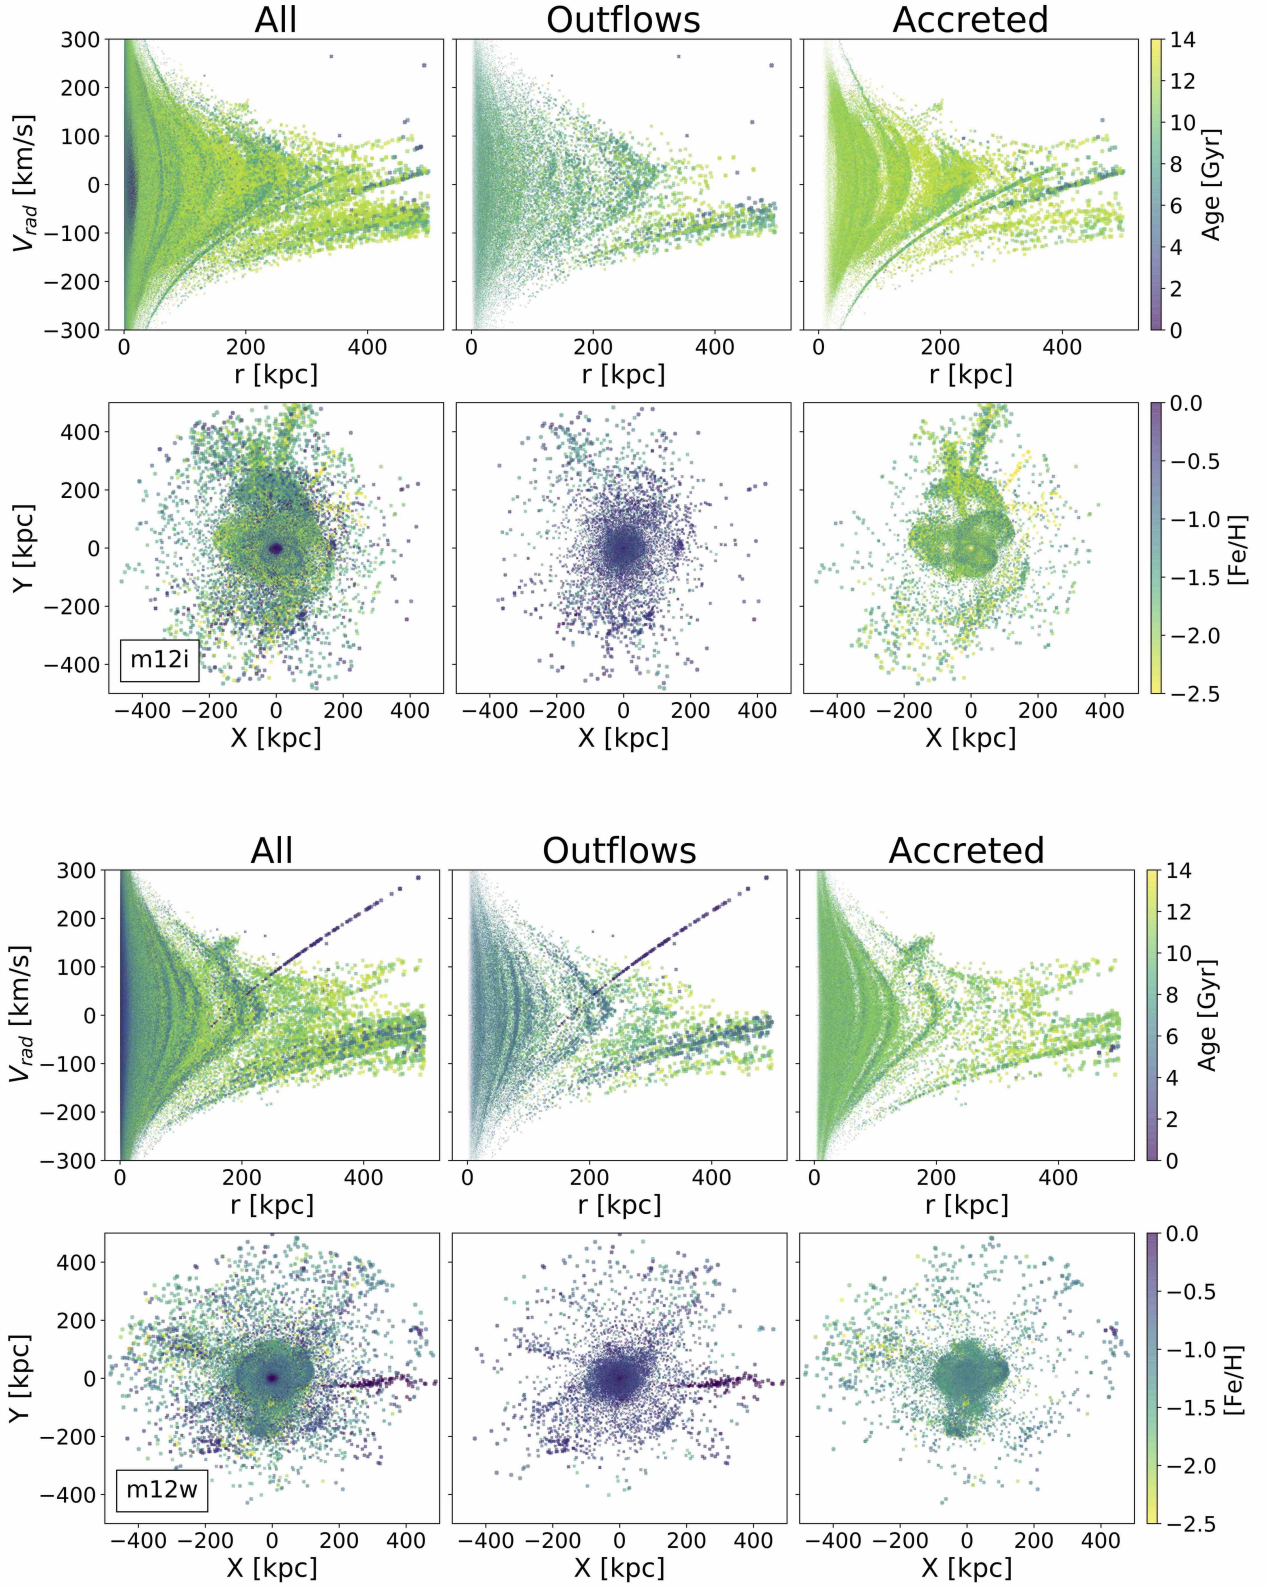 All Outflows Accreted
300
200
100
0
−100
−200
−300
V_rad [km/s]
0 200 400 0 200 400 0 200 400
r [kpc] r [kpc] r [kpc]
14
12
10
8
6
4
2
0
Age [Gyr]
400
200
0
−200
−400
Y [kpc]
m12i
−400 −200 0 200 400 −400 −200 0 200 400 −400 −200 0 200 400
X [kpc] X [kpc] X [kpc]
0.0
−0.5
−1.0
−1.5
−2.0
−2.5
[Fe/H]
All Outflows Accreted
300
200
100
0
−100
−200
−300
V_rad [km/s]
0 200 400 0 200 400 0 200 400
r [kpc] r [kpc] r [kpc]
14
12
10
8
6
4
2
0
Age [Gyr]
400
200
0
−200
−400
Y [kpc]
m12w
−400 −200 0 200 400 −400 −200 0 200 400 −400 −200 0 200 400
X [kpc] X [kpc] X [kpc]
0.0
−0.5
−1.0
−1.5
−2.0
−2.5
[Fe/H]